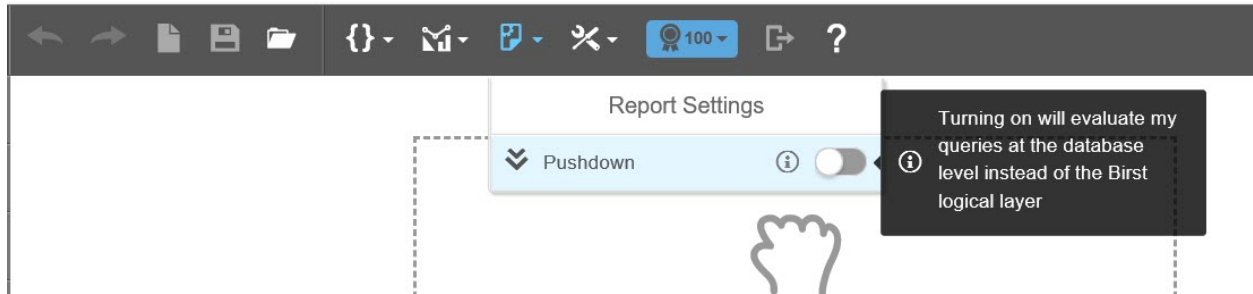 {}
100
?
Report Settings
Pushdown
Turning on will evaluate my
queries at the database
level instead of the Birst
logical layer